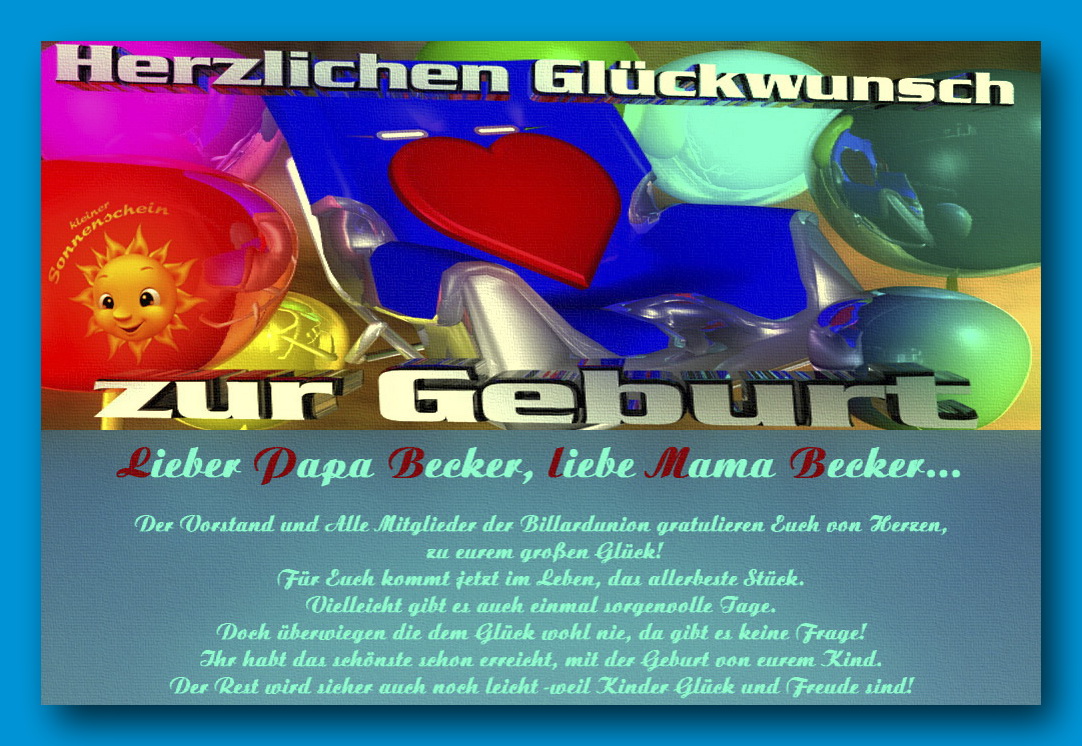 Herzlichen Glückwunsch
kleiner
Sonnenschein
zur Geburt
Lieber Papa Becker, liebe Mama Becker...
Der Vorstand und Alle Mitglieder der Billardunion gratulieren Euch von Herzen,
zu eurem großen Glück!
Für Euch kommt jetzt im Leben, das allerbeste Stück.
Vielleicht gibt es auch einmal sorgenvolle Tage.
Doch überwiegen die dem Glück wohl nie, da gibt es keine Frage!
Ihr habt das schönste schon erreicht, mit der Geburt von eurem Kind.
Der Rest wird sicher auch noch leicht -weil Kinder Glück und Freude sind!